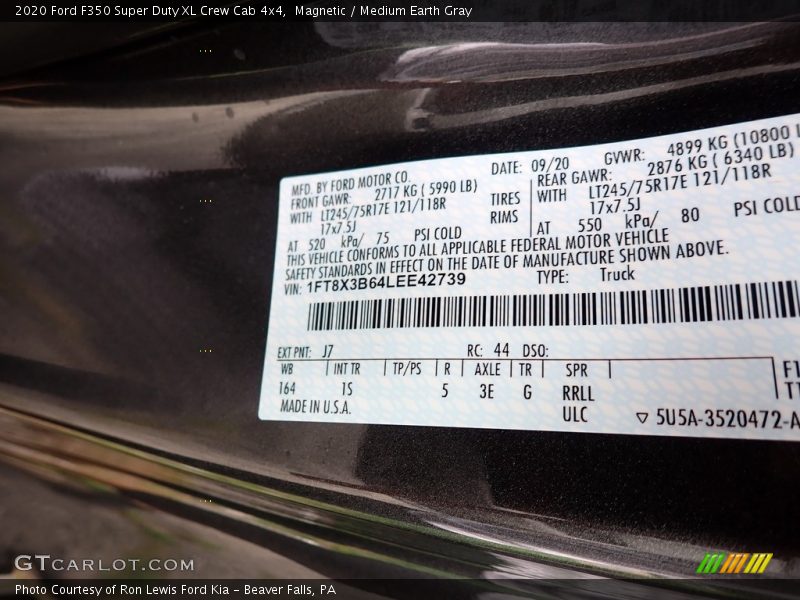 2020 Ford F350 Super Duty XL Crew Cab 4x4, Magnetic / Medium Earth Gray
MFD. BY FORD MOTOR CO.
DATE: 09/20
GVWR: 4899 KG (10800
FRONT GAWR: 2717 KG ( 5990 LB)
REAR GAWR: 2876 KG ( 6340 LB)
WITH LT245/75R17E 121/118R
TIRES
WITH LT245/75R17E 121/118R
17x7.5J
RIMS
17x7.5J
AT 520 kPa/ 75 PSI COLD
AT 550 kPa/ 80 PSI COLD
THIS VEHICLE CONFORMS TO ALL APPLICABLE FEDERAL MOTOR VEHICLE
SAFETY STANDARDS IN EFFECT ON THE DATE OF MANUFACTURE SHOWN ABOVE.
VIN: 1FT8X3B64LEE42739
TYPE: Truck
EXT PNT: J7
RC: 44 DSO:
WB INT TR TP/PS R AXLE TR SPR
164 1S 5 3E G RRLL
MADE IN U.S.A.
ULC
5U5A-3520472-A
GTCARLOT.COM
Photo Courtesy of Ron Lewis Ford Kia - Beaver Falls, PA